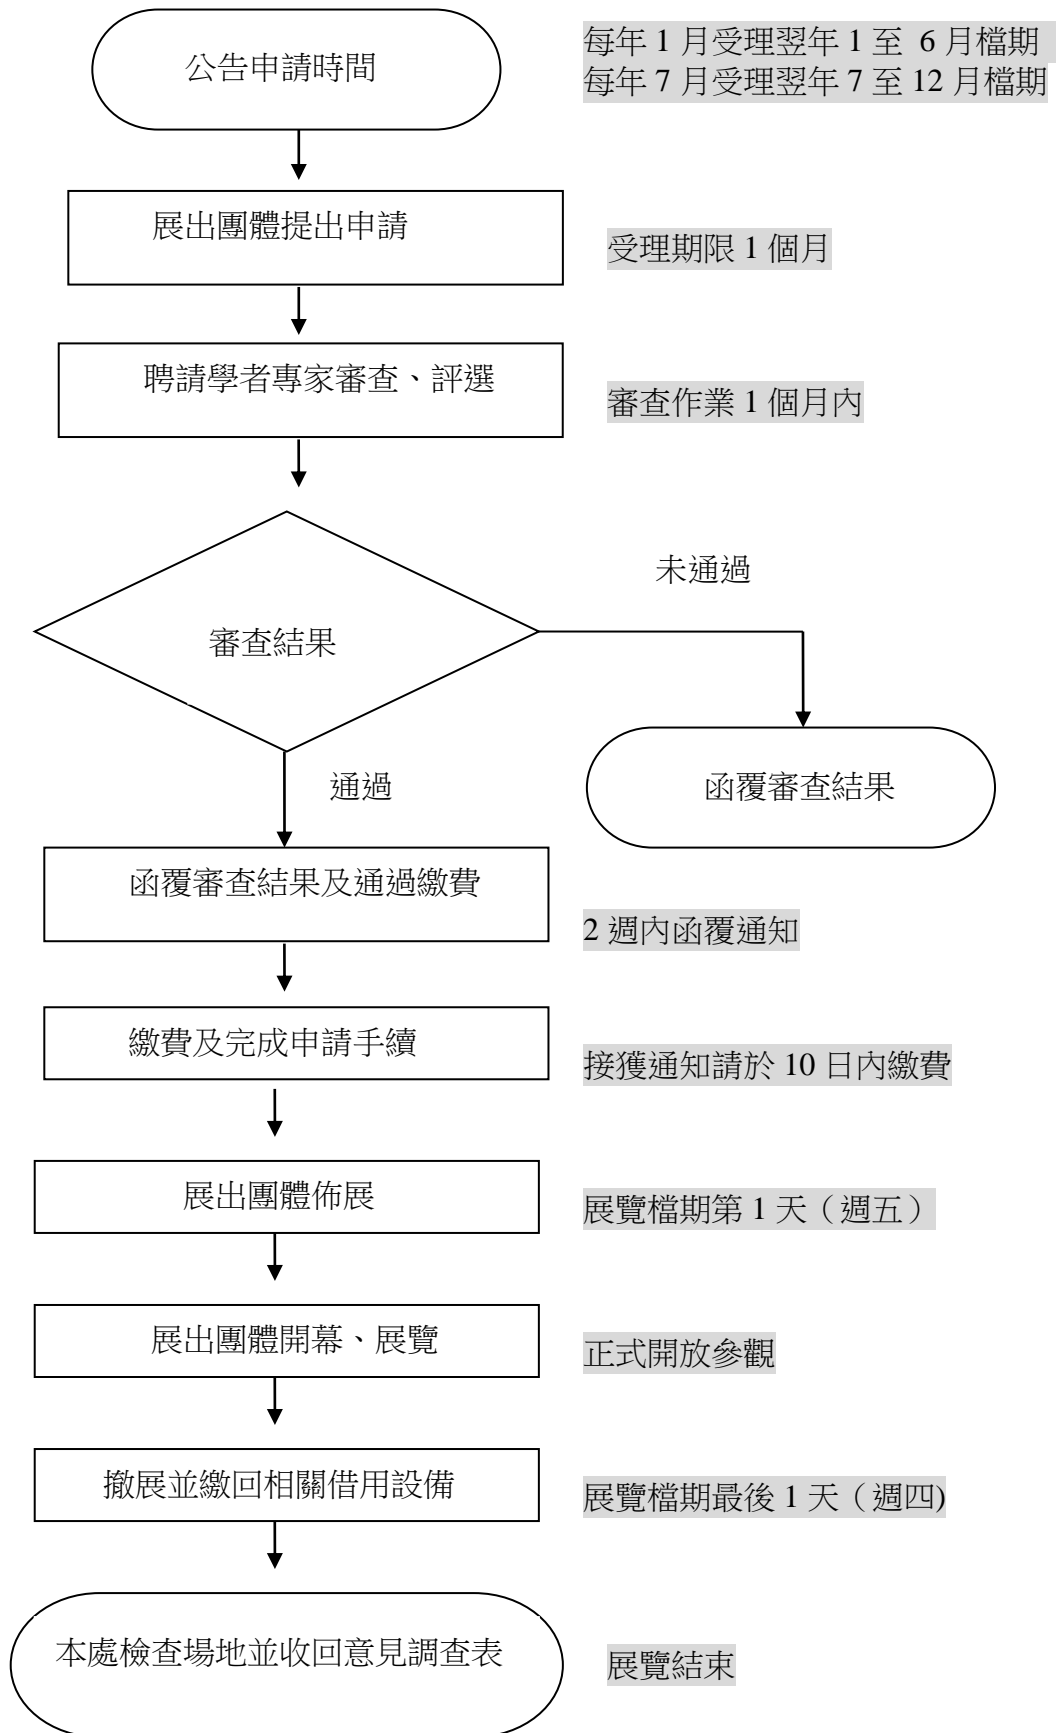 公告申請時間
每年 1 月受理翌年 1 至 6 月檔期
每年 7 月受理翌年 7 至 12 月檔期
展出團體提出申請
受理期限 1 個月
聘請學者專家審查、評選
審查作業 1 個月內
審查結果
未通過
函覆審查結果
通過
函覆審查結果及通過繳費
2 週內函覆通知
繳費及完成申請手續
接獲通知請於 10 日內繳費
展出團體佈展
展覽檔期第 1 天（週五）
展出團體開幕、展覽
正式開放參觀
撤展並繳回相關借用設備
展覽檔期最後 1 天（週四)
本處檢查場地並收回意見調查表
展覽結束